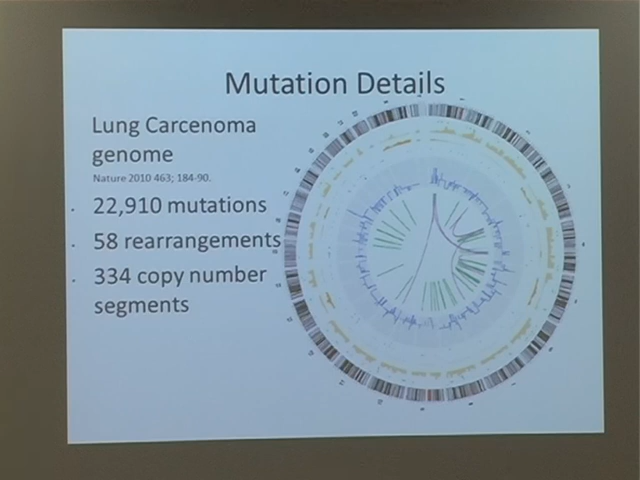 Mutation Details
Lung Carcenoma
genome
Nature 2010 463; 184-90.
22,910 mutations
58 rearrangements
334 copy number
segments